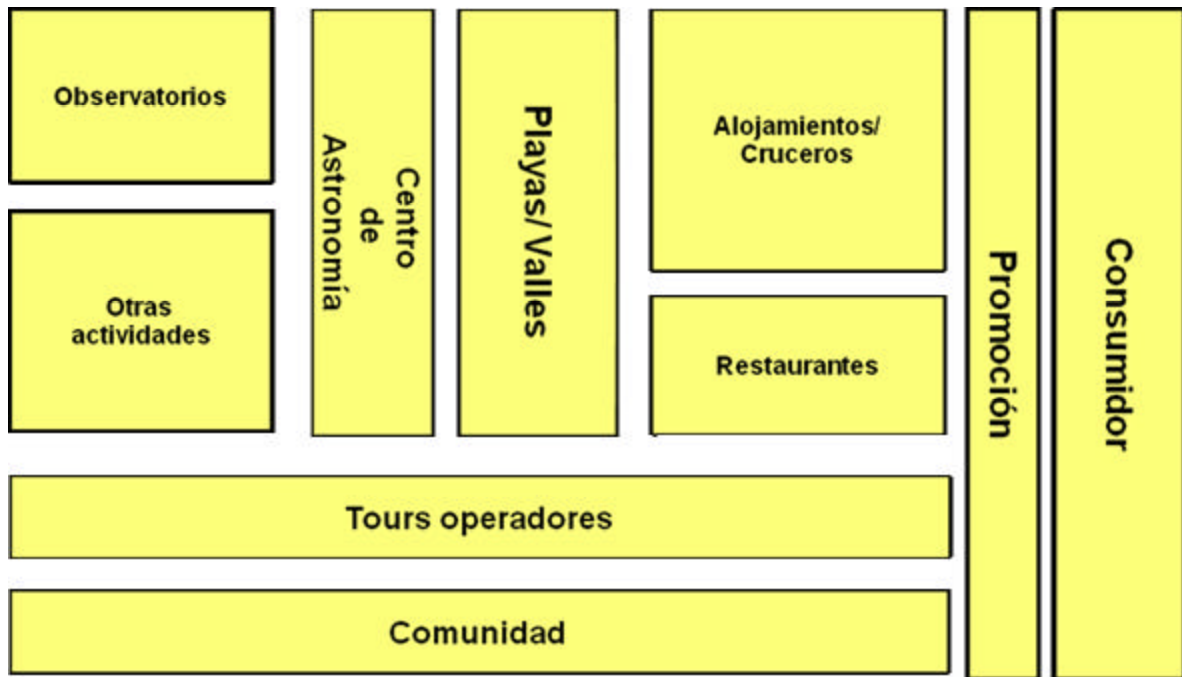 Observatorios
Otras
actividades
Centro
de
Astronomía
Playas/Valles
Alojamientos/
Cruceros
Restaurantes
Promoción
Consumidor
Tours operadores
Comunidad